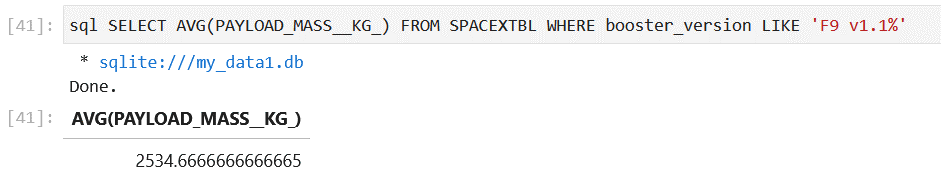 [41]: sql SELECT AVG(PAYLOAD_MASS__KG_) FROM SPACEXTBL WHERE booster_version LIKE 'F9 v1.1%'
* sqlite:///my_data1.db
Done.
[41]: AVG(PAYLOAD_MASS__KG_)
2534.6666666666665